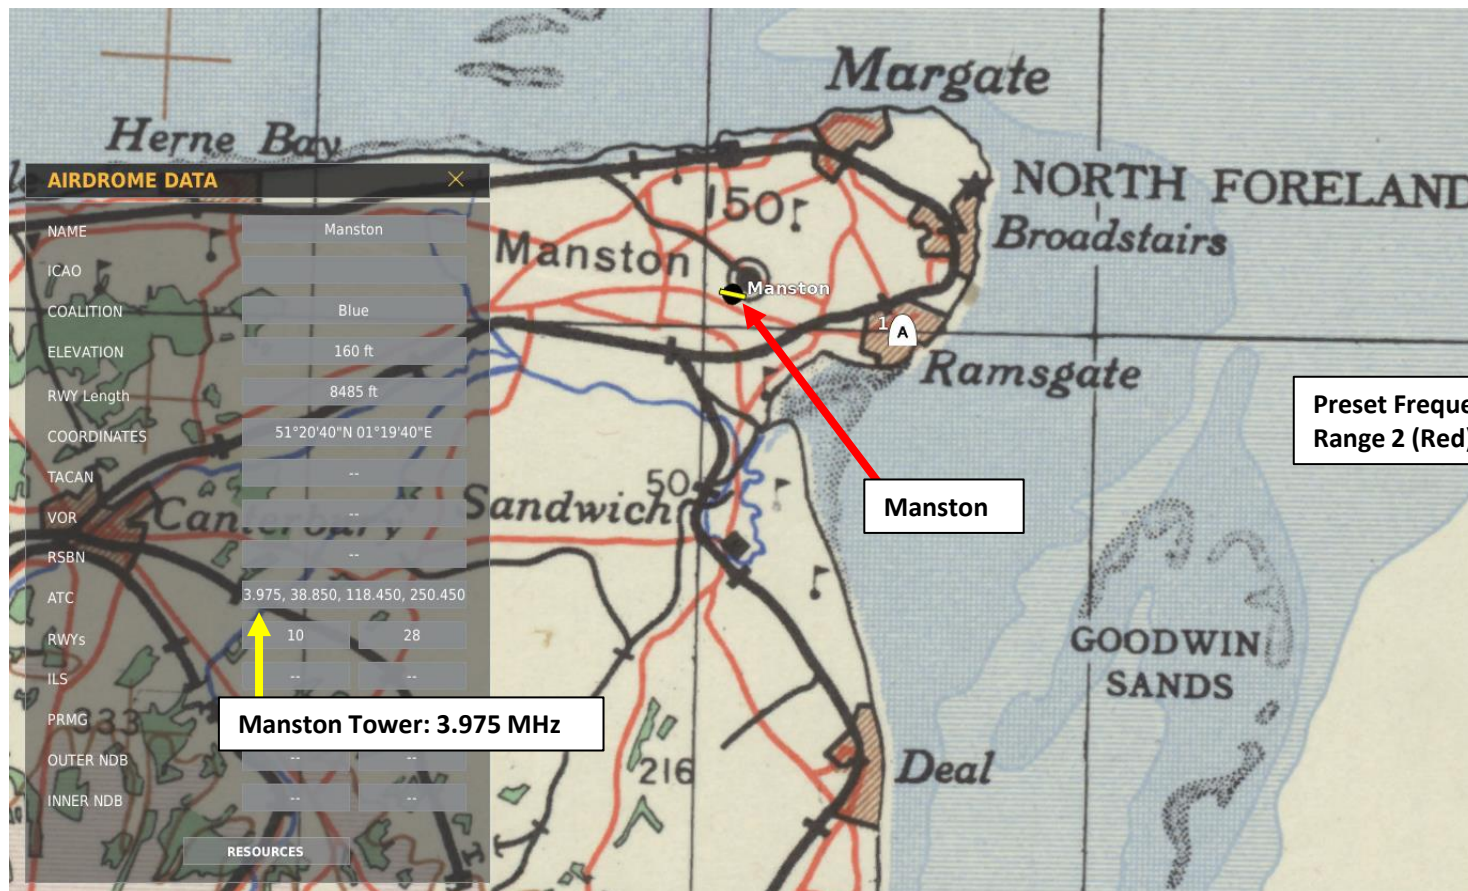 Margate
Herne Bay
NORTH FORELAND
150
Broadstairs
Manston
Manston
1
A
Ramsgate
AIRDROME DATA
NAME Manston
ICAO
COALITION Blue
ELEVATION 160 ft
RWY Length 8485 ft
COORDINATES 51°20'40"N 01°19'40"E
TACAN --
VOR --
RSBN --
ATC 3.975, 38.850, 118.450, 250.450
RWYs 10 28
ILS -- --
PRMG
OUTER NDB -- --
INNER NDB -- --
RESOURCES
Canterbury
333
Manston Tower: 3.975 MHz
Preset Freque
Range 2 (Red)
Manston
50
Sandwich
GOODWIN
SANDS
216
Deal